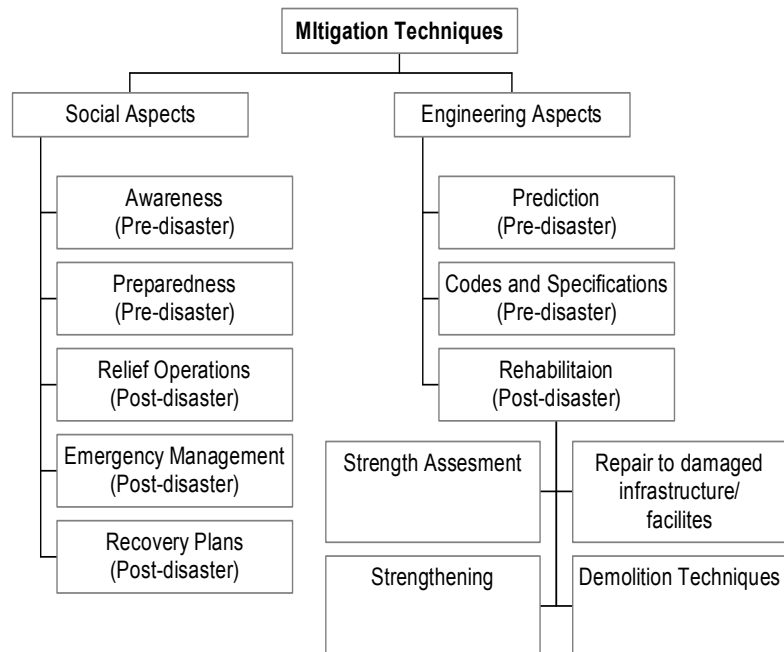 MItigation Techniques
Social Aspects
Awareness
(Pre-disaster)
Preparedness
(Pre-disaster)
Relief Operations
(Post-disaster)
Emergency Management
(Post-disaster)
Recovery Plans
(Post-disaster)
Engineering Aspects
Prediction
(Pre-disaster)
Codes and Specifications
(Pre-disaster)
Rehabilitaion
(Post-disaster)
Strength Assesment
Repair to damaged
infrastructure/
facilites
Strengthening
Demolition Techniques